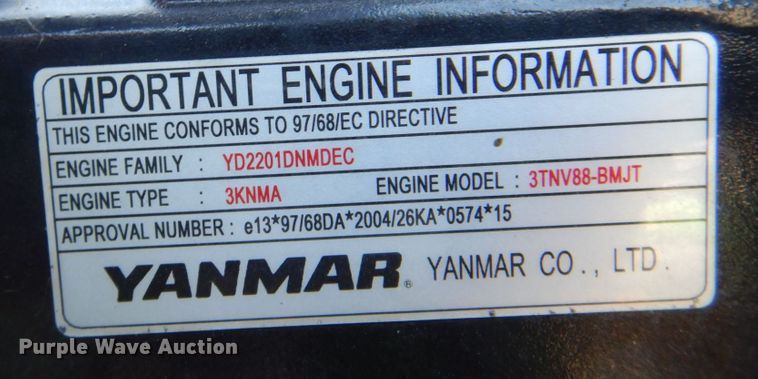 IMPORTANT ENGINE INFORMATION
THIS ENGINE CONFORMS TO 97/68/EC DIRECTIVE
ENGINE FAMILY : YD2201DNMDEC
ENGINE TYPE : 3KNMA ENGINE MODEL : 3TNV88-BMJT
APPROVAL NUMBER : e13*97/68DA*2004/26KA*0574*15
YANMAR® YANMAR CO., LTD.
Purple Wave Auction